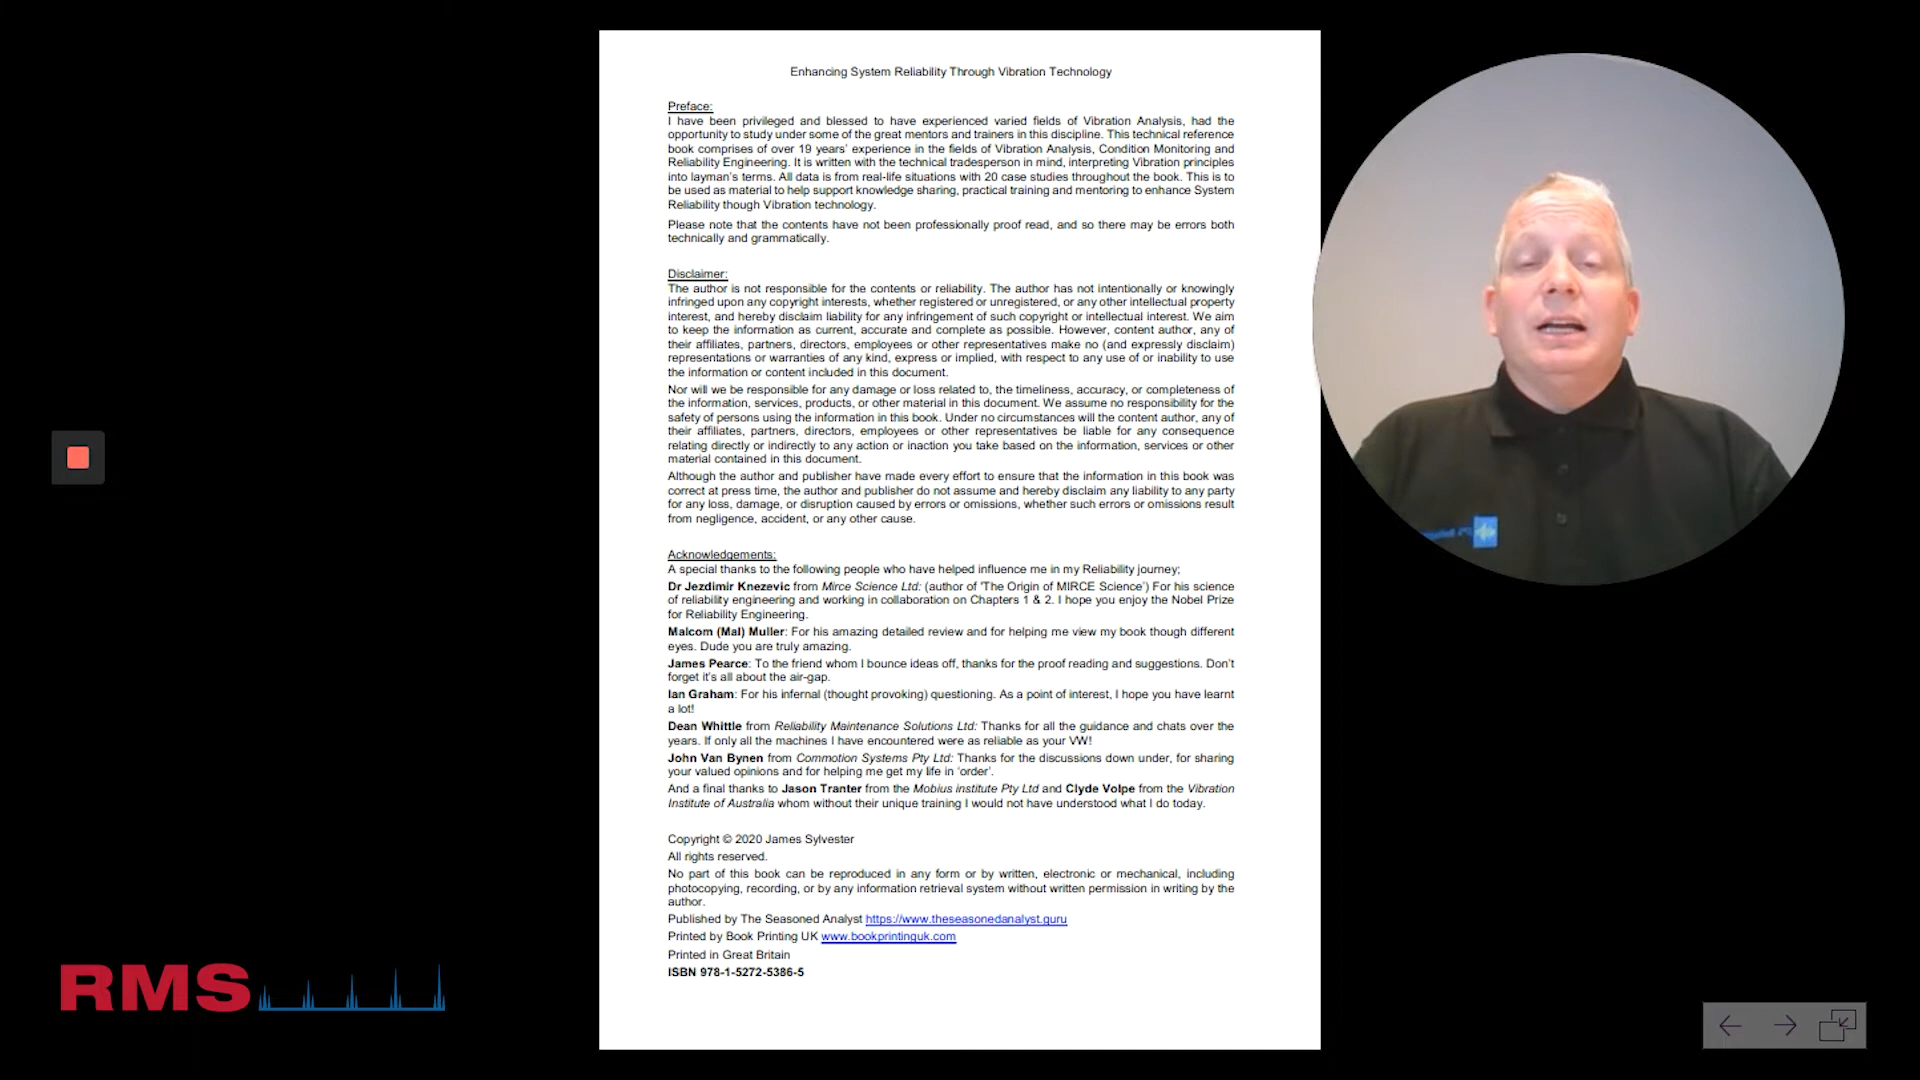 Enhancing System Reliability Through Vibration Technology
Preface:
I have been privileged and blessed to have experienced varied fields of Vibration Analysis, had the
opportunity to study under some of the great mentors and trainers in this discipline. This technical reference
book comprises of over 19 years' experience in the fields of Vibration Analysis, Condition Monitoring and
Reliability Engineering. It is written with the technical tradesperson in mind, interpreting Vibration principles
into layman's terms. All data is from real-life situations with 20 case studies throughout the book. This is to
be used as material to help support knowledge sharing, practical training and mentoring to enhance System
Reliability though Vibration technology.
Please note that the contents have not been professionally proof read, and so there may be errors both
technically and grammatically.
Disclaimer:
The author is not responsible for the contents or reliability. The author has not intentionally or knowingly
infringed upon any copyright interests, whether registered or unregistered, or any other intellectual property
interest, and hereby disclaim liability for any infringement of such copyright or intellectual interest. We aim
to keep the information as current, accurate and complete as possible. However, content author, any of
their affiliates, partners, directors, employees or other representatives make no (and expressly disclaim)
representations or warranties of any kind, express or implied, with respect to any use of or inability to use
the information or content included in this document.
Nor will we be responsible for any damage or loss related to, the timeliness, accuracy, or completeness of
the information, services, products, or other material in this document. We assume no responsibility for the
safety of persons using the information in this book. Under no circumstances will the content author, any of
their affiliates, partners, directors, employees or other representatives be liable for any consequence
relating directly or indirectly to any action or inaction you take based on the information, services or other
material contained in this document.
Although the author and publisher have made every effort to ensure that the information in this book was
correct at press time, the author and publisher do not assume and hereby disclaim any liability to any party
for any loss, damage, or disruption caused by errors or omissions, whether such errors or omissions result
from negligence, accident, or any other cause.
Acknowledgements:
A special thanks to the following people who have helped influence me in my Reliability journey;
Dr Jezdimir Knezevic from Mirce Science Ltd: (author of 'The Origin of MIRCE Science') For his science
of reliability engineering and working in collaboration on Chapters 1 & 2. I hope you enjoy the Nobel Prize
for Reliability Engineering.
Malcom (Mal) Muller: For his amazing detailed review and for helping me view my book though different
eyes. Dude you are truly amazing.
James Pearce: To the friend whom I bounce ideas off, thanks for the proof reading and suggestions. Don't
forget it's all about the air-gap.
Ian Graham: For his infernal (thought provoking) questioning. As a point of interest, I hope you have learnt
a lot!
Dean Whittle from Reliability Maintenance Solutions Ltd: Thanks for all the guidance and chats over the
years. If only all the machines I have encountered were as reliable as your VW!
John Van Bynen from Commotion Systems Pty Ltd: Thanks for the discussions down under, for sharing
your valued opinions and for helping me get my life in 'order'.
And a final thanks to Jason Tranter from the Mobius institute Pty Ltd and Clyde Volpe from the Vibration
Institute of Australia whom without their unique training I would not have understood what I do today.
Copyright © 2020 James Sylvester
All rights reserved.
No part of this book can be reproduced in any form or by written, electronic or mechanical, including
photocopying, recording, or by any information retrieval system without written permission in writing by the
author.
Published by The Seasoned Analyst https://www.theseasonedanalyst.guru
Printed by Book Printing UK www.bookprintinguk.com
Printed in Great Britain
ISBN 978-1-5272-5386-5
RMS